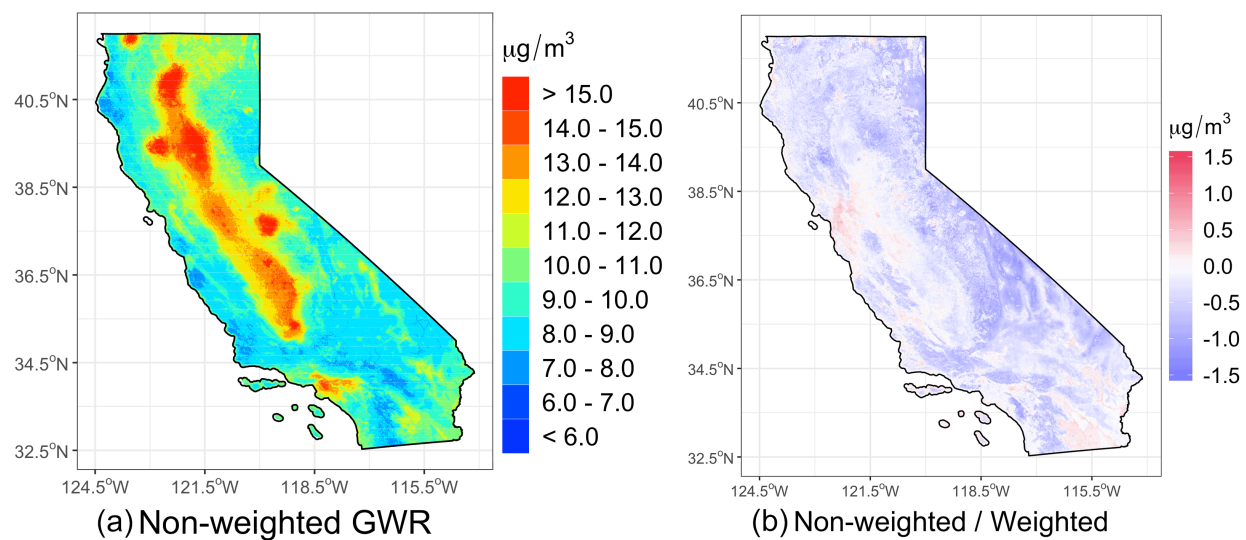 µg/m³
> 15.0
14.0 - 15.0
13.0 - 14.0
12.0 - 13.0
11.0 - 12.0
10.0 - 11.0
9.0 - 10.0
8.0 - 9.0
7.0 - 8.0
6.0 - 7.0
< 6.0
40.5°N
38.5°N
36.5°N
34.5°N
32.5°N
124.5°W 121.5°W 118.5°W 115.5°W
(a) Non-weighted GWR
µg/m³
1.5
1.0
0.5
0.0
-0.5
-1.0
-1.5
40.5°N
38.5°N
36.5°N
34.5°N
32.5°N
124.5°W 121.5°W 118.5°W 115.5°W
(b) Non-weighted / Weighted